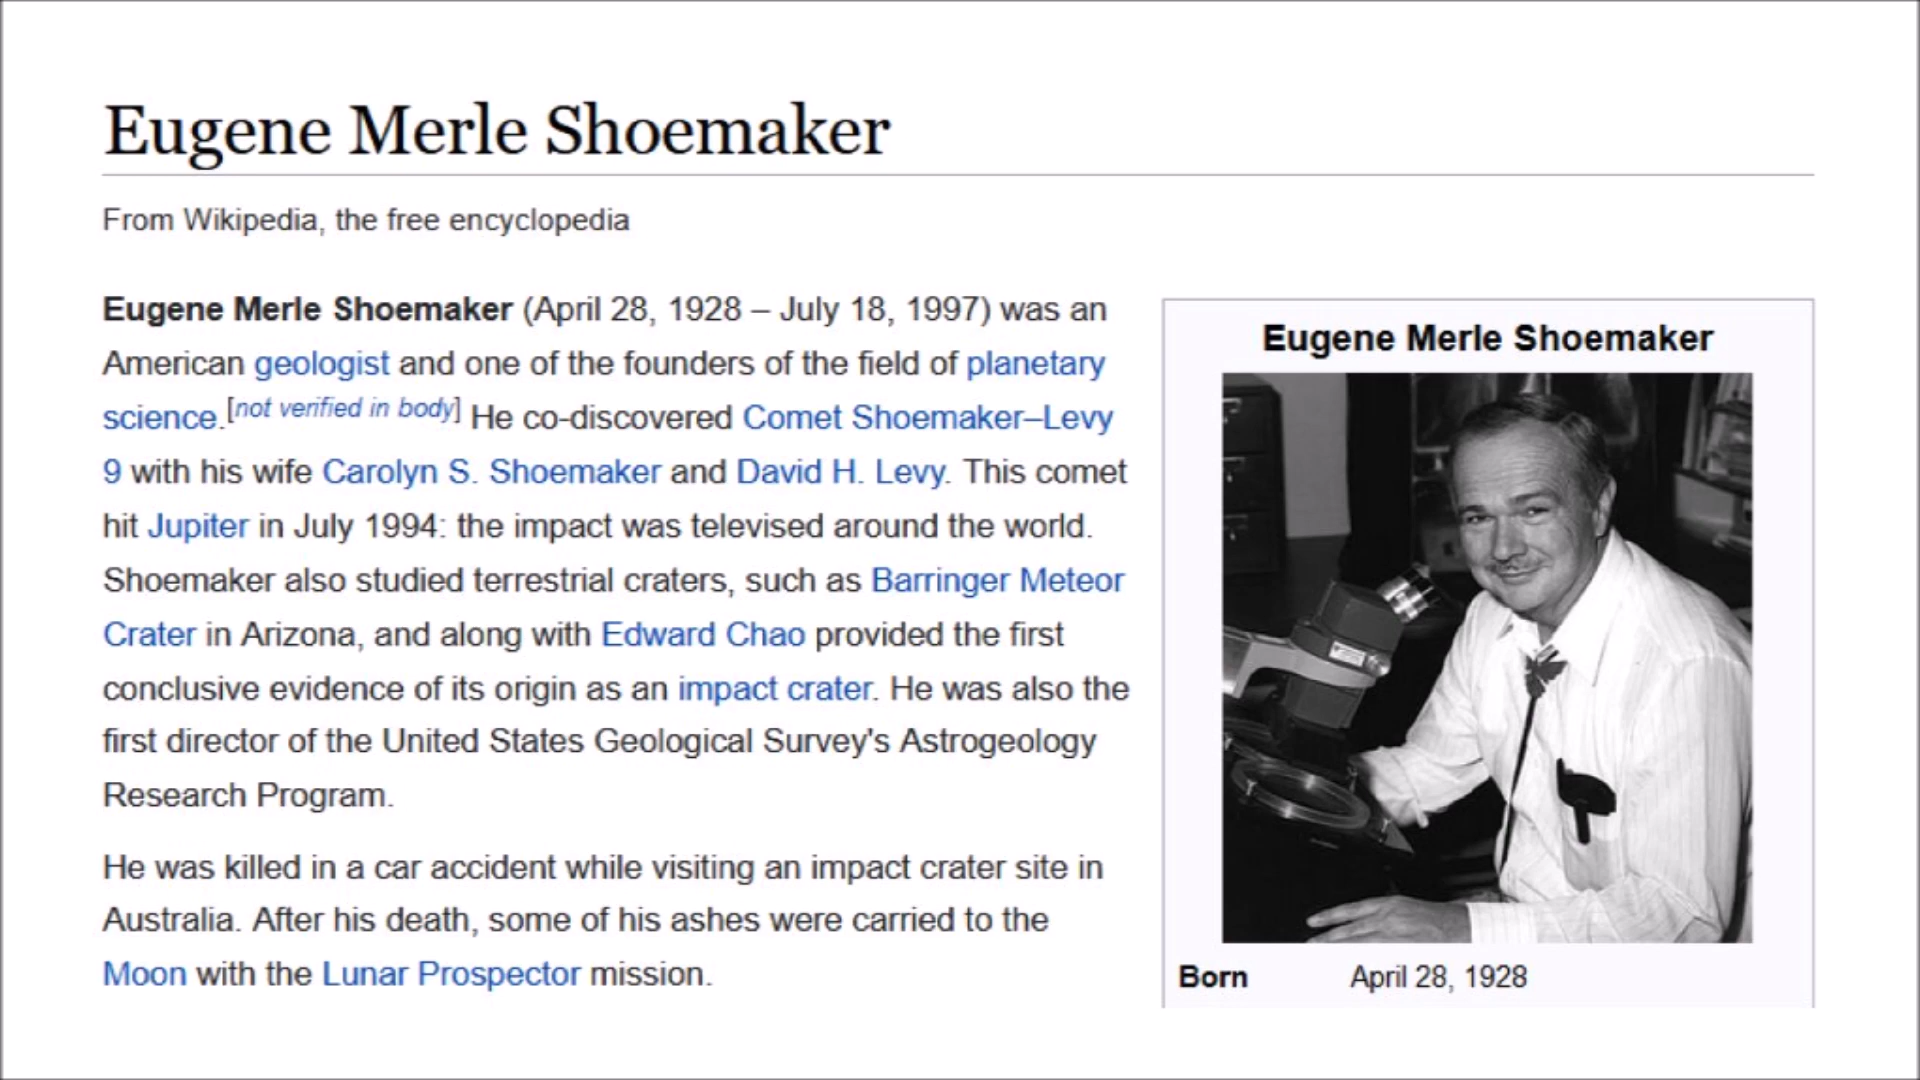 Eugene Merle Shoemaker
From Wikipedia, the free encyclopedia
Eugene Merle Shoemaker (April 28, 1928 – July 18, 1997) was an
American geologist and one of the founders of the field of planetary
science.[not verified in body] He co-discovered Comet Shoemaker–Levy
9 with his wife Carolyn S. Shoemaker and David H. Levy. This comet
hit Jupiter in July 1994: the impact was televised around the world.
Shoemaker also studied terrestrial craters, such as Barringer Meteor
Crater in Arizona, and along with Edward Chao provided the first
conclusive evidence of its origin as an impact crater. He was also the
first director of the United States Geological Survey's Astrogeology
Research Program.
He was killed in a car accident while visiting an impact crater site in
Australia. After his death, some of his ashes were carried to the
Moon with the Lunar Prospector mission.
Eugene Merle Shoemaker
Born April 28, 1928